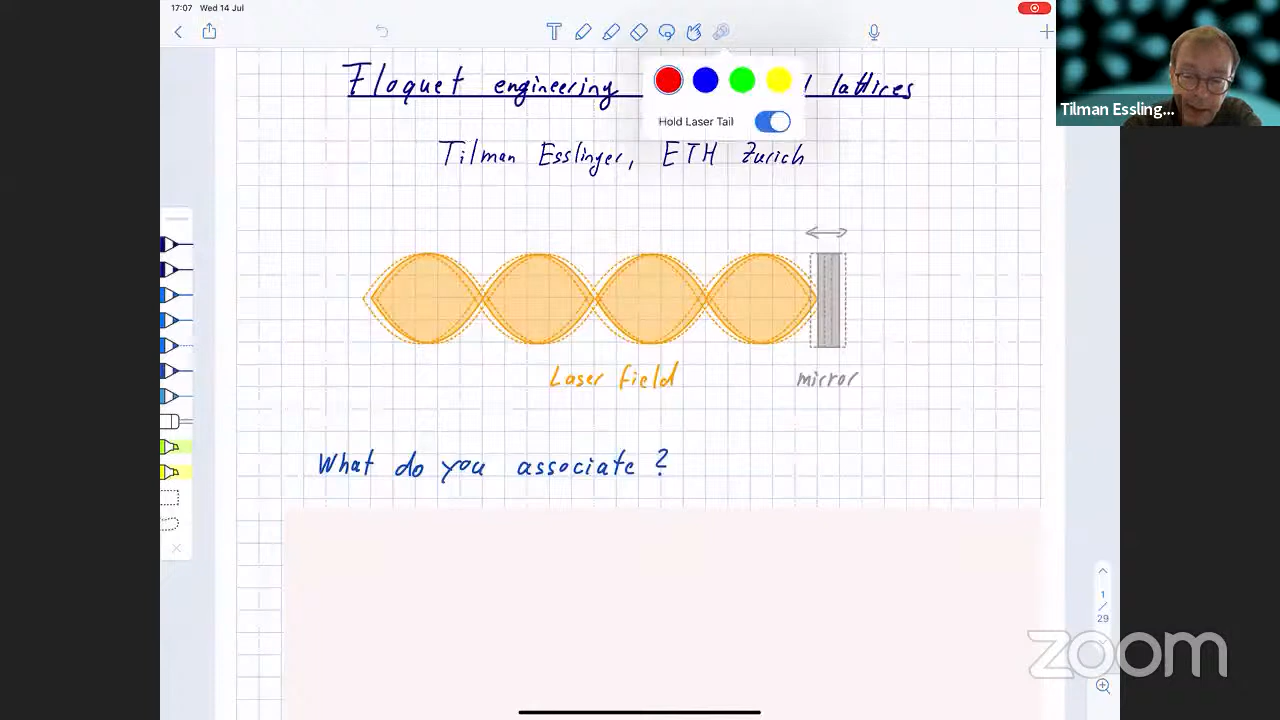 17:07 Wed 14 Jul
Floquet engineering l lattices
Hold Laser Tail
Tilman Essling...
Tilman Esslinger, ETH Zurich
Laser field
mirror
What do you associate ?
1
/
29
zoom